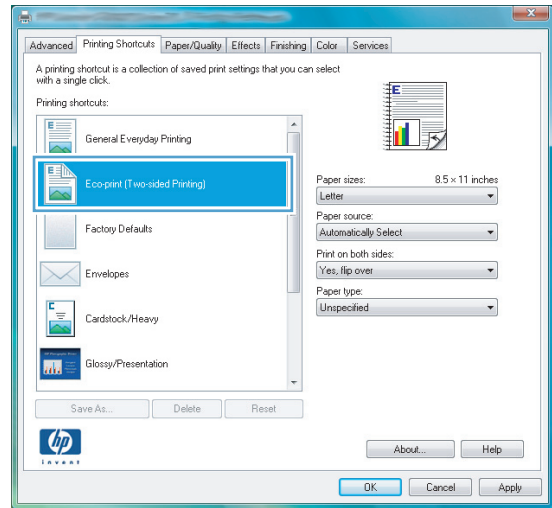 Advanced Printing Shortcuts Paper/Quality Effects Finishing Color Services
A printing shortcut is a collection of saved print settings that you can select
with a single click.
Printing shortcuts:
General Everyday Printing
Eco-print (Two-sided Printing)
Factory Defaults
Envelopes
Cardstock/Heavy
Glossy/Presentation
Paper sizes: 8.5 × 11 inches
Letter
Paper source:
Automatically Select
Print on both sides:
Yes, flip over
Paper type:
Unspecified
Save As... Delete Reset
hp
invent
About... Help
OK Cancel Apply